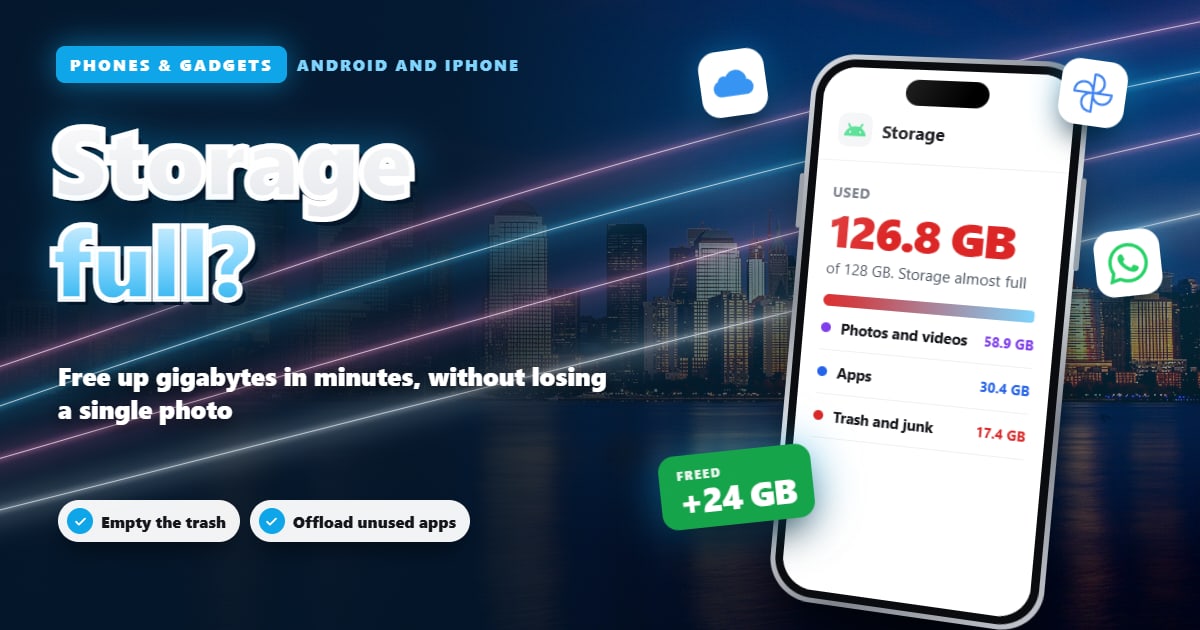 PHONES & GADGETS
ANDROID AND IPHONE
Storage
full?
Free up gigabytes in minutes, without losing
a single photo
Empty the trash
Offload unused apps
Storage
USED
126.8 GB
of 128 GB. Storage almost full
Photos and videos 58.9 GB
Apps 30.4 GB
Trash and junk 17.4 GB
FREED
+24 GB